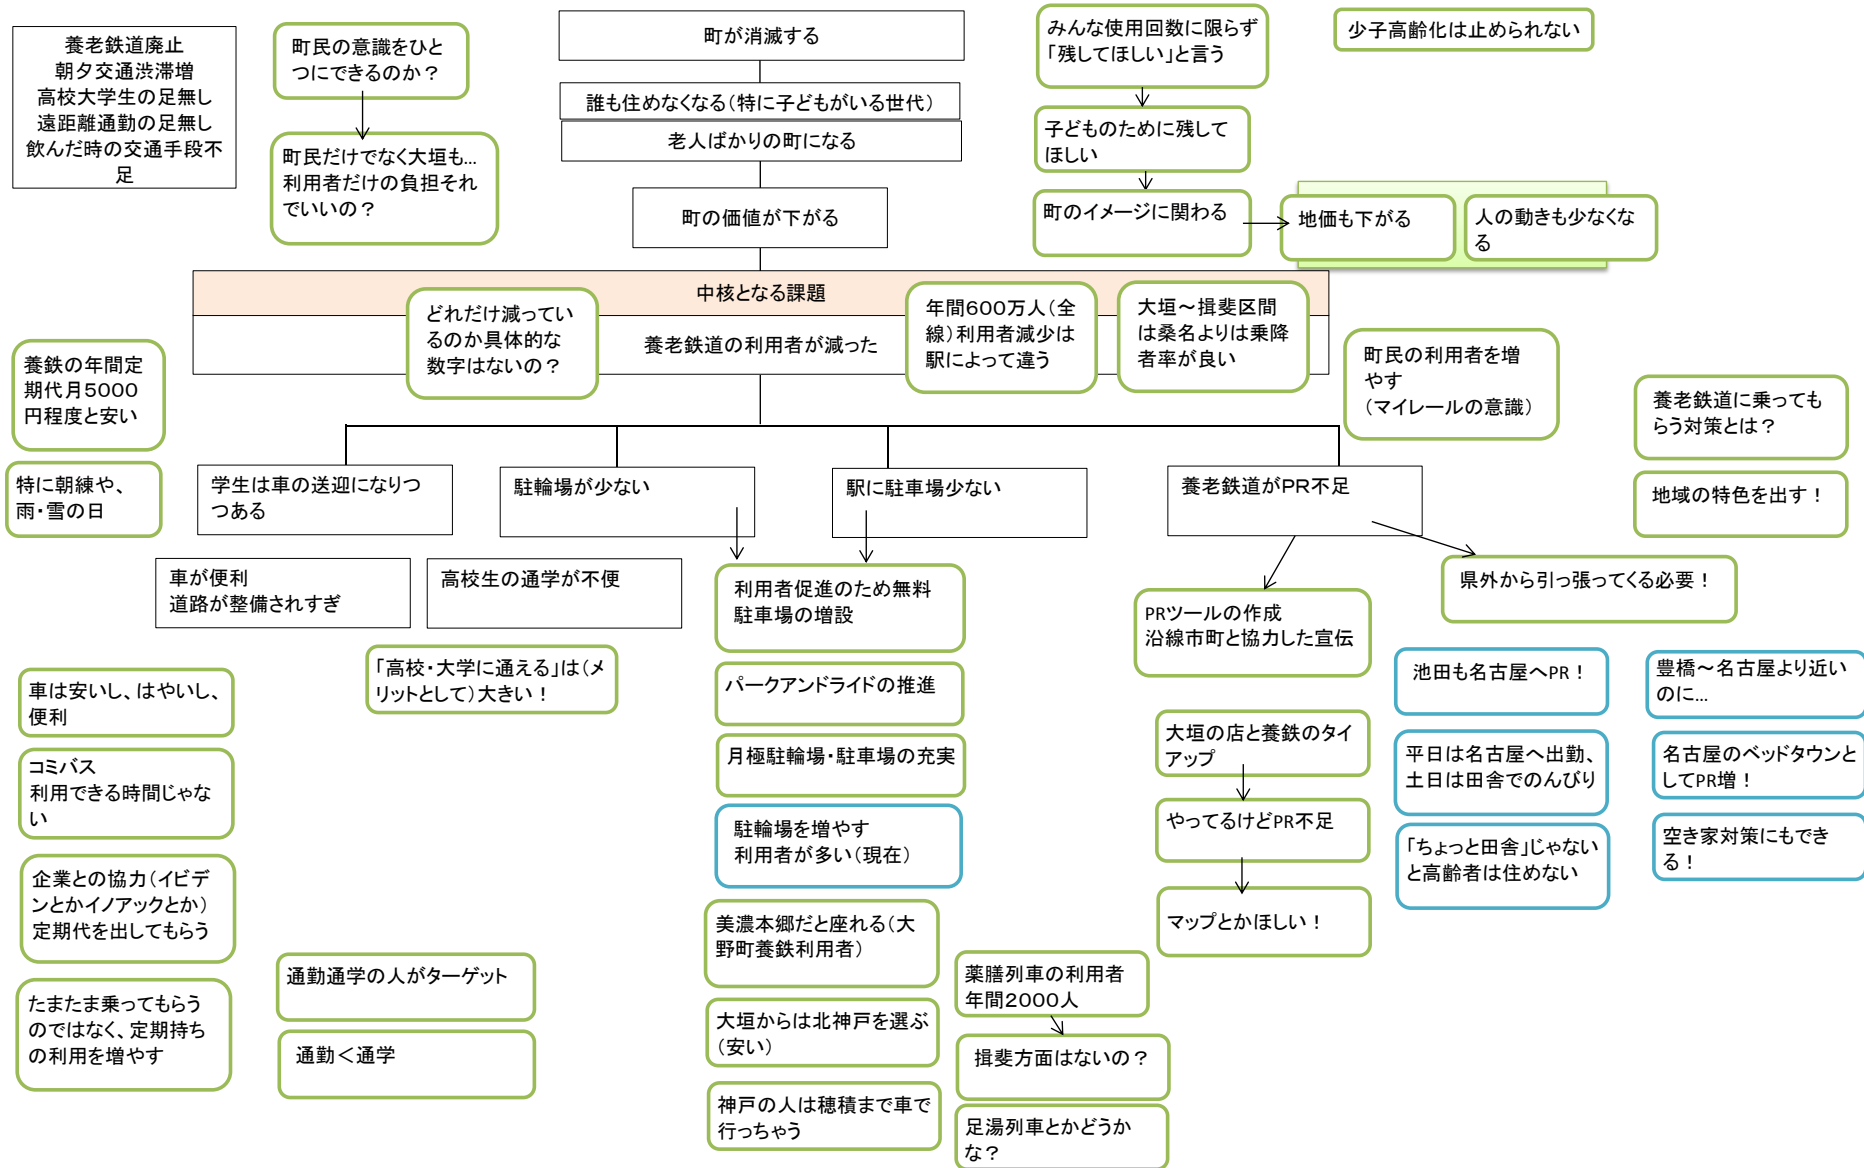 養老鉄道廃止
朝夕交通渋滞増
高校大学生の足無し
遠距離通勤の足無し
飲んだ時の交通手段不
足
町民の意識をひと
つにできるのか？
町民だけでなく大垣も…
利用者だけの負担それ
でいいの？
町が消滅する
誰も住めなくなる（特に子どもがいる世代）
老人ばかりの町になる
町の価値が下がる
みんな使用回数に限らず
「残してほしい」と言う
子どものために残して
ほしい
町のイメージに関わる
地価も下がる
人の動きも少なくな
る
少子高齢化は止められない
中核となる課題
養老鉄道の利用者が減った
どれだけ減ってい
るのか具体的な
数字はないの？
年間600万人（全
線）利用者減少は
駅によって違う
大垣～揖斐区間
は桑名よりは乗降
者率が良い
町民の利用者を増
やす
（マイレールの意識）
養老鉄道に乗っても
らう対策とは？
地域の特色を出す！
養鉄の年間定
期代月5000
円程度と安い
特に朝練や、
雨・雪の日
学生は車の送迎になりつ
つある
駐輪場が少ない
駅に駐車場少ない
養老鉄道がPR不足
車が便利
道路が整備されすぎ
高校生の通学が不便
「高校・大学に通える」は（メ
リットとして）大きい！
利用者促進のため無料
駐車場の増設
パークアンドライドの推進
月極駐輪場・駐車場の充実
駐輪場を増やす
利用者が多い（現在）
美濃本郷だと座れる（大
野町養鉄利用者）
大垣からは北神戸を選ぶ
（安い）
神戸の人は穂積まで車で
行っちゃう
PRツールの作成
沿線市町と協力した宣伝
県外から引っ張ってくる必要！
大垣の店と養鉄のタイ
アップ
やってるけどPR不足
マップとかほしい！
薬膳列車の利用者
年間2000人
揖斐方面はないの？
足湯列車とかどうか
な？
池田も名古屋へPR！
平日は名古屋へ出勤、
土日は田舎でのんびり
「ちょっと田舎」じゃない
と高齢者は住めない
豊橋～名古屋より近い
のに…
名古屋のベッドタウンと
してPR増！
空き家対策にもでき
る！
車は安いし、はやいし、
便利
コミバス
利用できる時間じゃな
い
企業との協力（イビデ
ンとかイノアックとか）
定期代を出してもらう
たまたま乗ってもらう
のではなく、定期持ち
の利用を増やす
通勤通学の人がターゲット
通勤＜通学